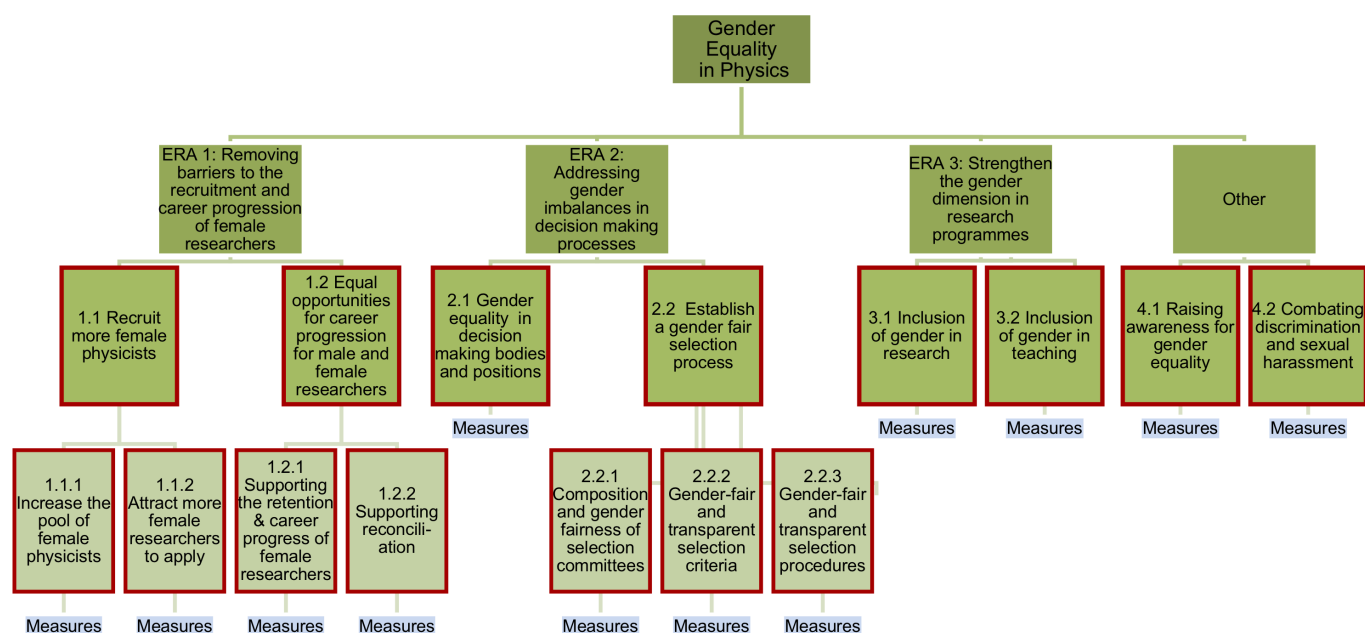 Gender
Equality
in Physics
ERA 1: Removing
barriers to the
recruitment and
career progression
of female
researchers
ERA 2:
Addressing
gender
imbalances in
decision making
processes
ERA 3: Strengthen
the gender
dimension in
research
programmes
Other
1.1 Recruit
more female
physicists
1.2 Equal
opportunities
for career
progression
for male and
female
researchers
2.1 Gender
equality in
decision
making bodies
and positions
2.2 Establish
a gender fair
selection
process
3.1 Inclusion
of gender in
research
3.2 Inclusion
of gender in
teaching
4.1 Raising
awareness for
gender
equality
4.2 Combating
discrimination
and sexual
harassment
Measures
Measures
Measures
Measures
Measures
1.1.1
Increase the
pool of
female
physicists
1.1.2
Attract more
female
researchers
to apply
1.2.1
Supporting
the retention
& career
progress of
female
researchers
1.2.2
Supporting
reconcili-
ation
2.2.1
Composition
and gender
fairness of
selection
committees
2.2.2
Gender-fair
and
transparent
selection
criteria
2.2.3
Gender-fair
and
transparent
selection
procedures
Measures
Measures
Measures
Measures
Measures
Measures
Measures